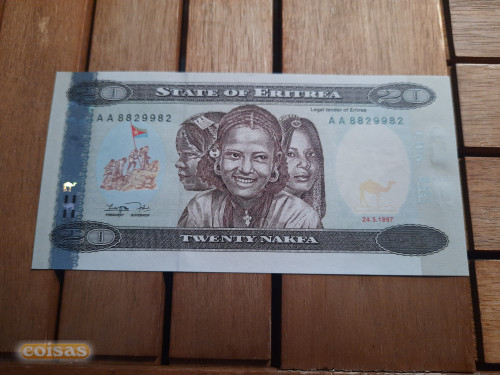 20 STATE OF ERITREA 20
Legal tender of Eritrea
AA 8829982 AA 8829982
24.5.1997
20 TWENTY NAKFA
coisas